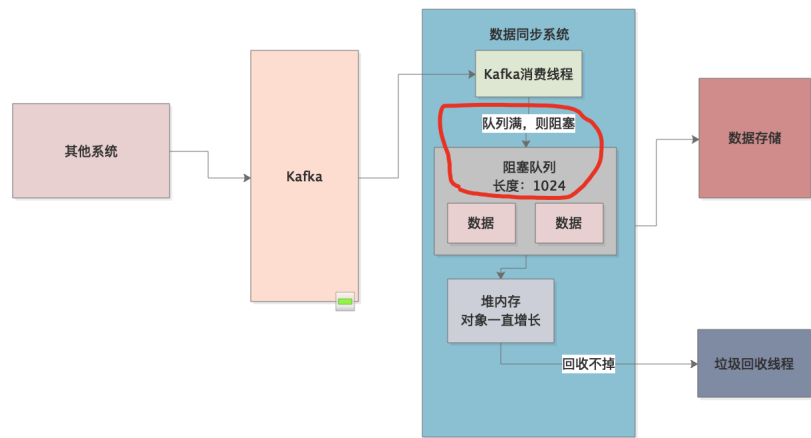 数据同步系统
Kafka消费线程
队列满，则阻塞
其他系统
Kafka
阻塞队列
长度：1024
数据
数据
数据存储
堆内存
对象一直增长
回收不掉
垃圾回收线程